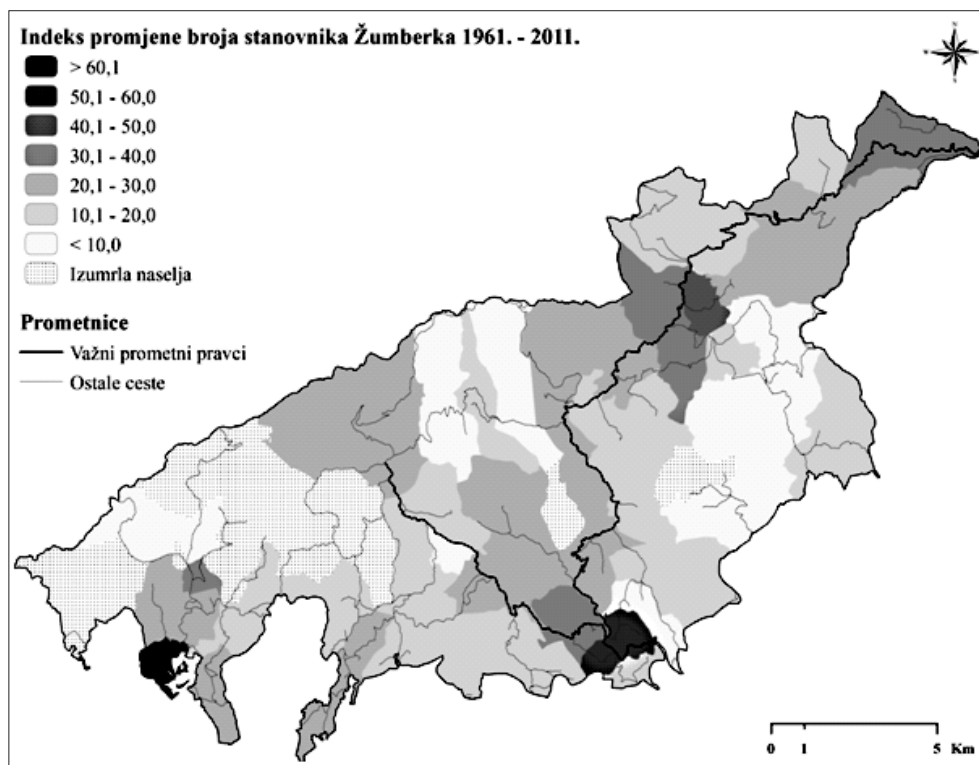 Indeks promjene broja stanovnika Žumberka 1961. - 2011.
> 60,1
50,1 - 60,0
40,1 - 50,0
30,1 - 40,0
20,1 - 30,0
10,1 - 20,0
< 10,0
Izumrla naselja
Prometnice
Važni prometni pravci
Ostale ceste
0 1 5 Km